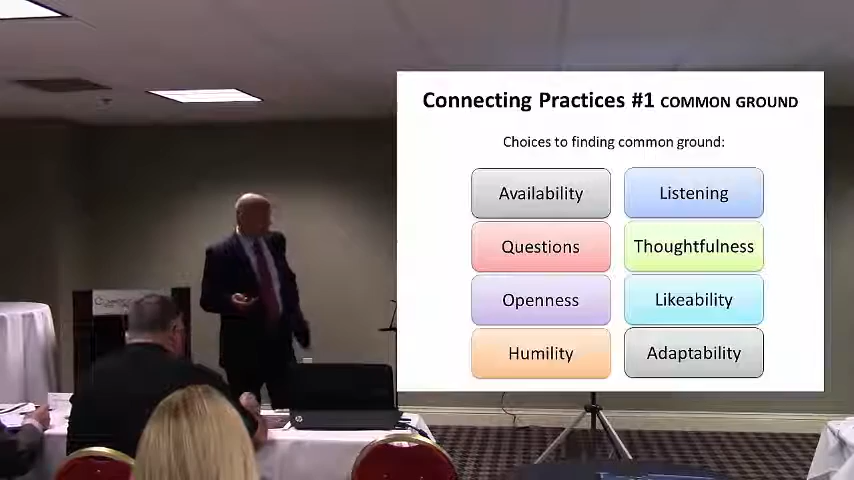 Connecting Practices #1 COMMON GROUND
Choices to finding common ground:
Availability
Listening
Questions
Thoughtfulness
Openness
Likeability
Humility
Adaptability